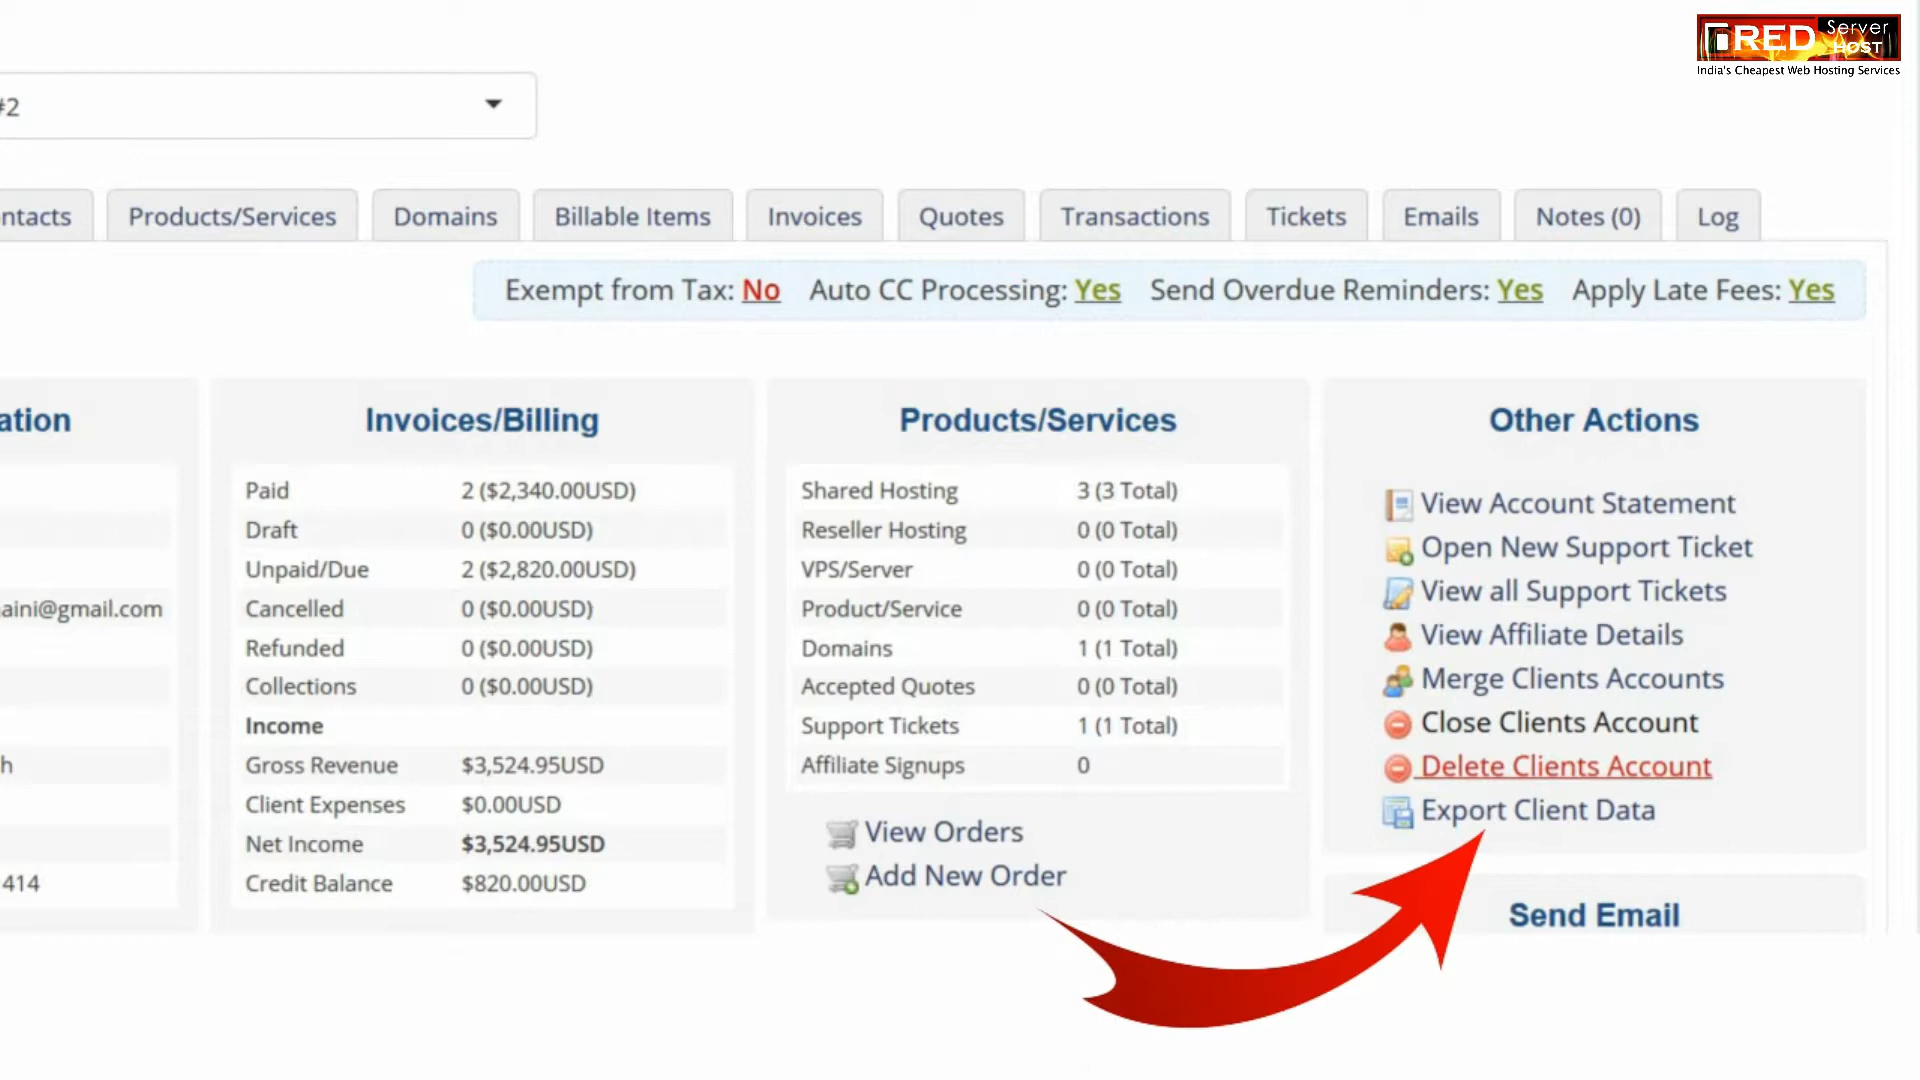 RED Server HOST
India's Cheapest Web Hosting Services
#2
ntacts Products/Services Domains Billable Items Invoices Quotes Transactions Tickets Emails Notes (0) Log
Exempt from Tax: No Auto CC Processing: Yes Send Overdue Reminders: Yes Apply Late Fees: Yes
ation
aini@gmail.com
h
414
Invoices/Billing
Paid 2 ($2,340.00USD)
Draft 0 ($0.00USD)
Unpaid/Due 2 ($2,820.00USD)
Cancelled 0 ($0.00USD)
Refunded 0 ($0.00USD)
Collections 0 ($0.00USD)
Income
Gross Revenue $3,524.95USD
Client Expenses $0.00USD
Net Income $3,524.95USD
Credit Balance $820.00USD
Products/Services
Shared Hosting 3 (3 Total)
Reseller Hosting 0 (0 Total)
VPS/Server 0 (0 Total)
Product/Service 0 (0 Total)
Domains 1 (1 Total)
Accepted Quotes 0 (0 Total)
Support Tickets 1 (1 Total)
Affiliate Signups 0
View Orders
Add New Order
Other Actions
View Account Statement
Open New Support Ticket
View all Support Tickets
View Affiliate Details
Merge Clients Accounts
Close Clients Account
Delete Clients Account
Export Client Data
Send Email